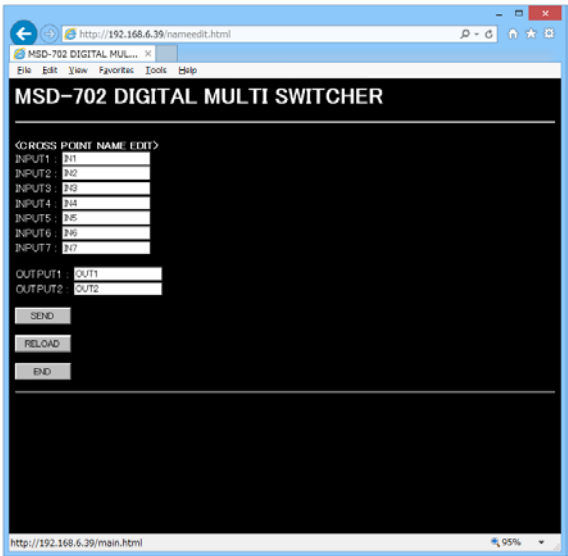 http://192.168.6.39/nameedit.html
MSD-702 DIGITAL MUL...
File Edit View Favorites Tools Help
MSD-702 DIGITAL MULTI SWITCHER
<CROSS POINT NAME EDIT>
INPUT1 : IN1
INPUT2 : IN2
INPUT3 : IN3
INPUT4 : IN4
INPUT5 : IN5
INPUT6 : IN6
INPUT7 : IN7
OUTPUT1 : OUT1
OUTPUT2 : OUT2
SEND
RELOAD
END
http://192.168.6.39/main.html 95%